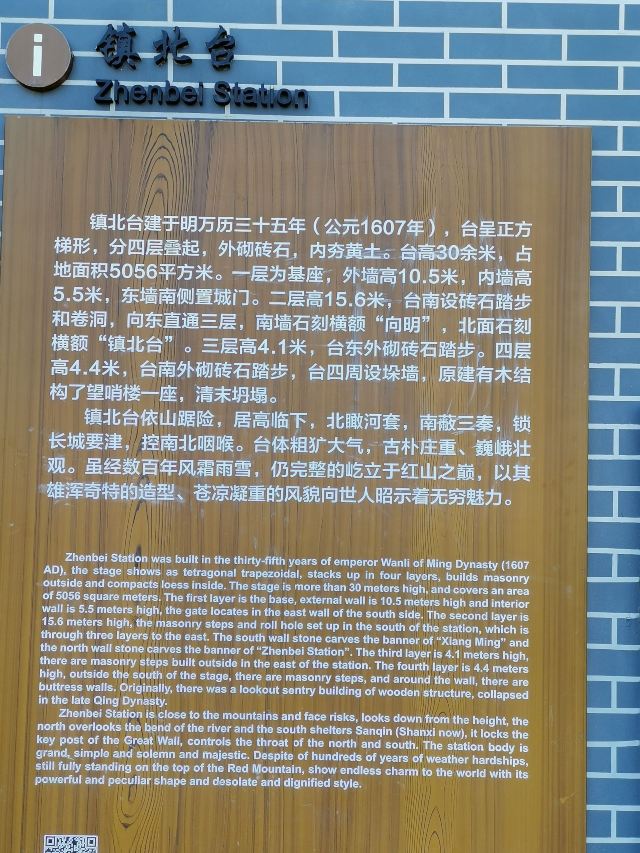 i
镇北台
Zhenbei Station
镇北台建于明万历三十五年（公元1607年），台呈正方
梯形，分四层叠起，外砌砖石，内夯黄土。台高30余米，占
地面积5056平方米。一层为基座，外墙高10.5米，内墙高
5.5米，东墙南侧置城门。二层高15.6米，台南设砖石踏步
和卷洞，向东直通三层，南墙石刻横额“向明”，北面石刻
横额“镇北台”。三层高4.1米，台东外砌砖石踏步。四层
高4.4米，台南外砌砖石踏步，台四周设垛墙，原建有木结
构了望哨楼一座，清末坍塌。
镇北台依山踞险，居高临下，北瞰河套，南蔽三秦，锁
长城要津，控南北咽喉。台体粗犷大气，古朴庄重、巍峨壮
观。虽经数百年风霜雨雪，仍完整的屹立于红山之巅，以其
雄浑奇特的造型、苍凉凝重的风貌向世人昭示着无穷魅力。
Zhenbei Station was built in the thirty-fifth years of emperor Wanli of Ming Dynasty (1607
AD), the stage shows as tetragonal trapezoidal, stacks up in four layers, builds masonry
outside and compacts loess inside. The stage is more than 30 meters high, and covers an area
of 5056 square meters. The first layer is the base, external wall is 10.5 meters high and interior
wall is 5.5 meters high, the gate locates in the east wall of the south side. The second layer is
15.6 meters high, the masonry steps and roll hole set up in the south of the station, which is
through three layers to the east. The south wall stone carves the banner of “Xiang Ming” and
the north wall stone carves the banner of “Zhenbei Station”. The third layer is 4.1 meters high,
there are masonry steps built outside in the east of the station. The fourth layer is 4.4 meters
high, outside the south of the stage, there are masonry steps, and around the wall, there are
buttress walls. Originally, there was a lookout sentry building of wooden structure, collapsed
in the late Qing Dynasty.
Zhenbei Station is close to the mountains and face risks, looks down from the height, the
north overlooks the bend of the river and the south shelters Sanqin (Shanxi now), it locks the
key post of the Great Wall, controls the throat of the north and south. The station body is
grand, simple and solemn and majestic. Despite of hundreds of years of weather hardships,
still fully standing on the top of the Red Mountain, show endless charm to the world with its
powerful and peculiar shape and desolate and dignified style.